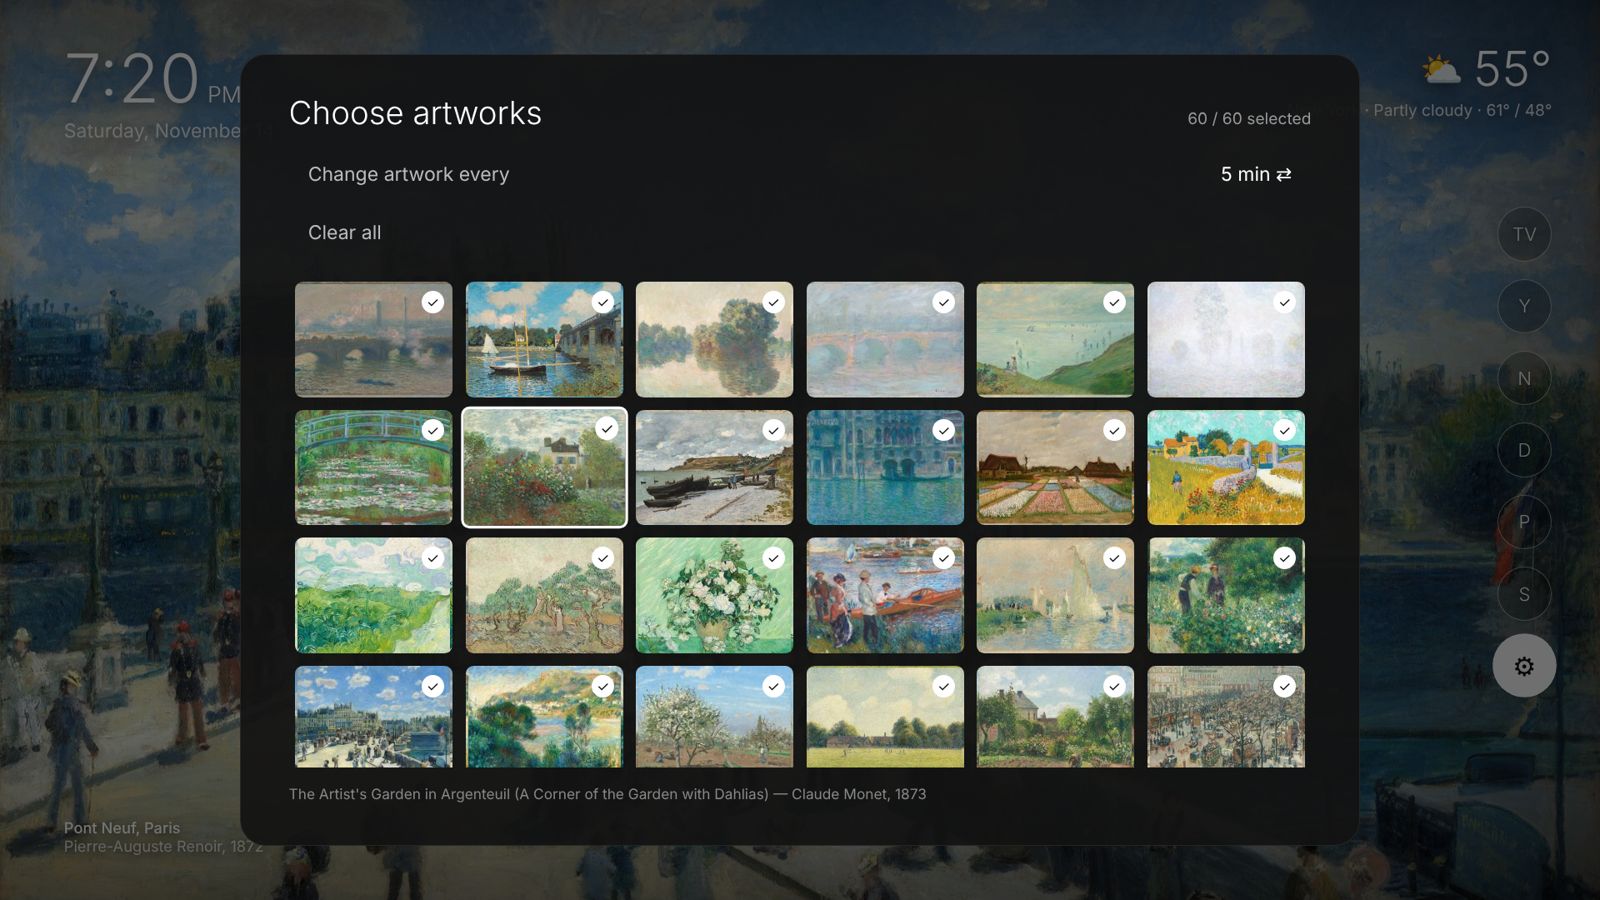 7:20 PM
Saturday, November 14
55°
· Partly cloudy · 61° / 48°
Choose artworks
60 / 60 selected
Change artwork every
5 min ⇄
Clear all
TV
Y
N
D
P
S
The Artist's Garden in Argenteuil (A Corner of the Garden with Dahlias) — Claude Monet, 1873
Pont Neuf, Paris
Pierre-Auguste Renoir, 1872